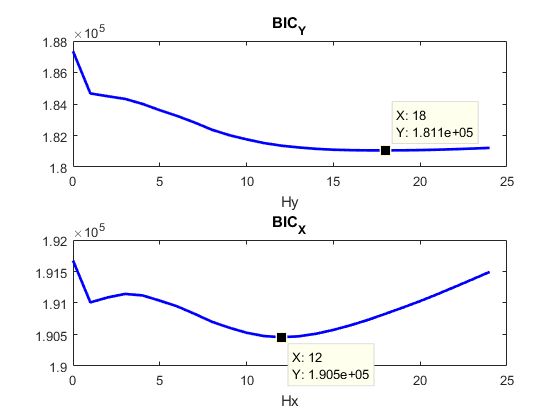 BIC_Y
×10^5
1.88
1.86
1.84
1.82
1.8
X: 18
Y: 1.811e+05
0 5 10 15 20 25
Hy
BIC_X
×10^5
1.92
1.915
1.91
1.905
1.9
X: 12
Y: 1.905e+05
0 5 10 15 20 25
Hx